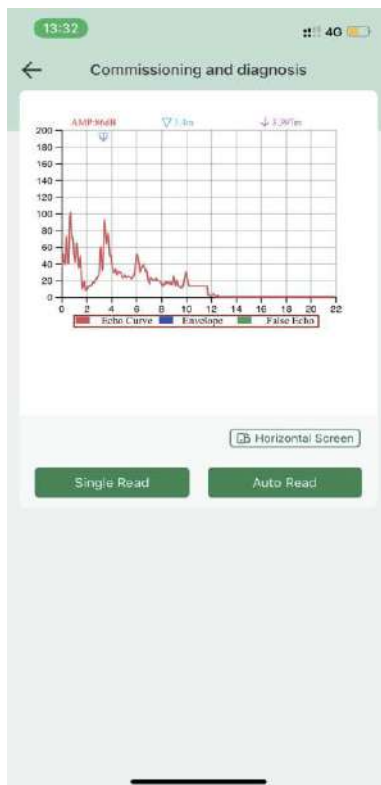 13:32 4G
Commissioning and diagnosis
200
180
160
140
120
100
80
60
40
20
0
0 2 4 6 8 10 12 14 16 18 20 22
Echo Curve Envelope False Echo
Horizontal Screen
Single Read Auto Read